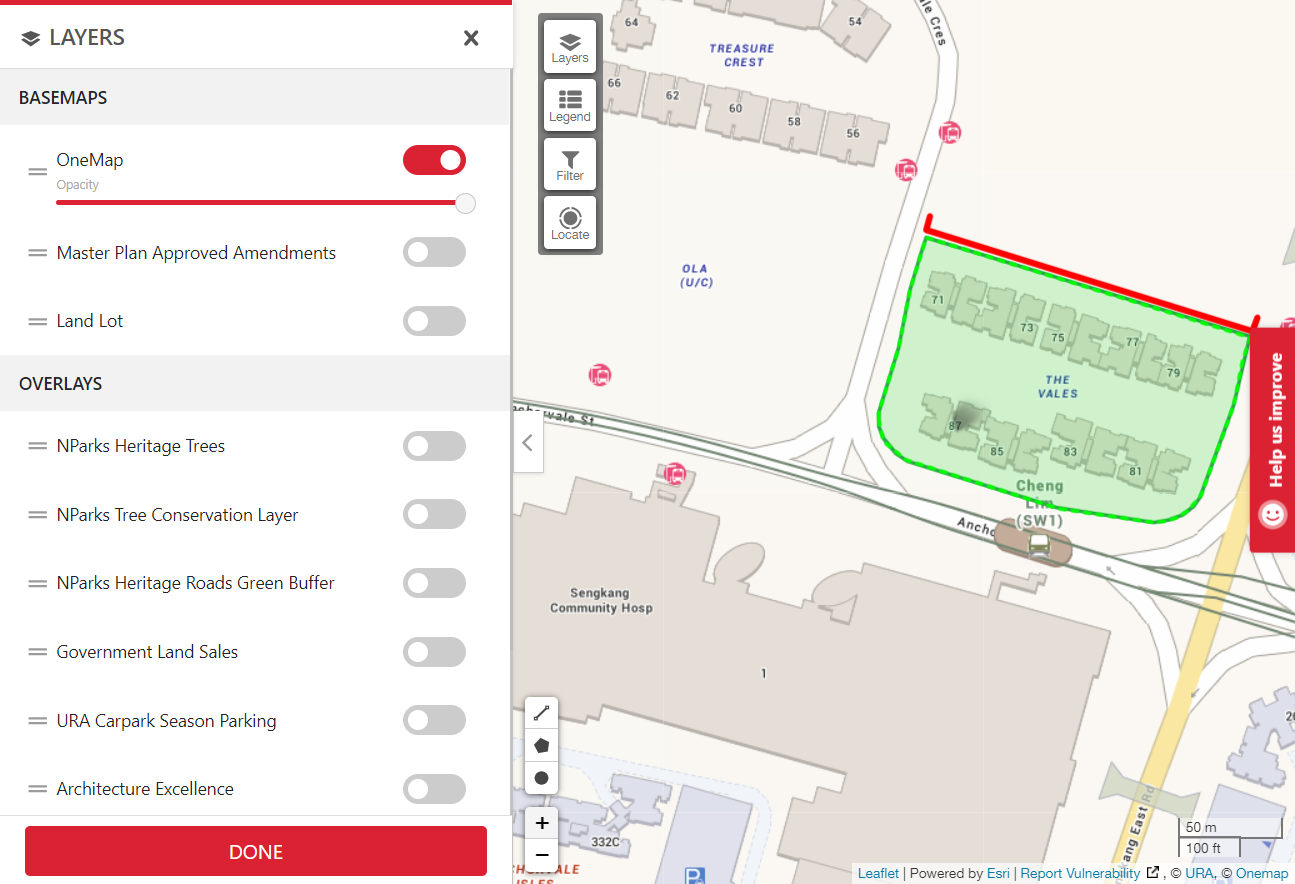 LAYERS
BASEMAPS
OneMap
Opacity
Master Plan Approved Amendments
Land Lot
OVERLAYS
NParks Heritage Trees
NParks Tree Conservation Layer
NParks Heritage Roads Green Buffer
Government Land Sales
URA Carpark Season Parking
Architecture Excellence
DONE
Layers
Legend
Filter
Locate
64
54
TREASURE
CREST
66
62
60
58
56
OLA
(U/C)
71
73
75
77
79
THE
VALES
87
85
83
81
Cheng
Lim
(SW1)
Sengkang
Community Hosp
1
332C
50 m
100 ft
Help us improve
+
−
Leaflet | Powered by Esri | Report Vulnerability , © URA, © Onemap